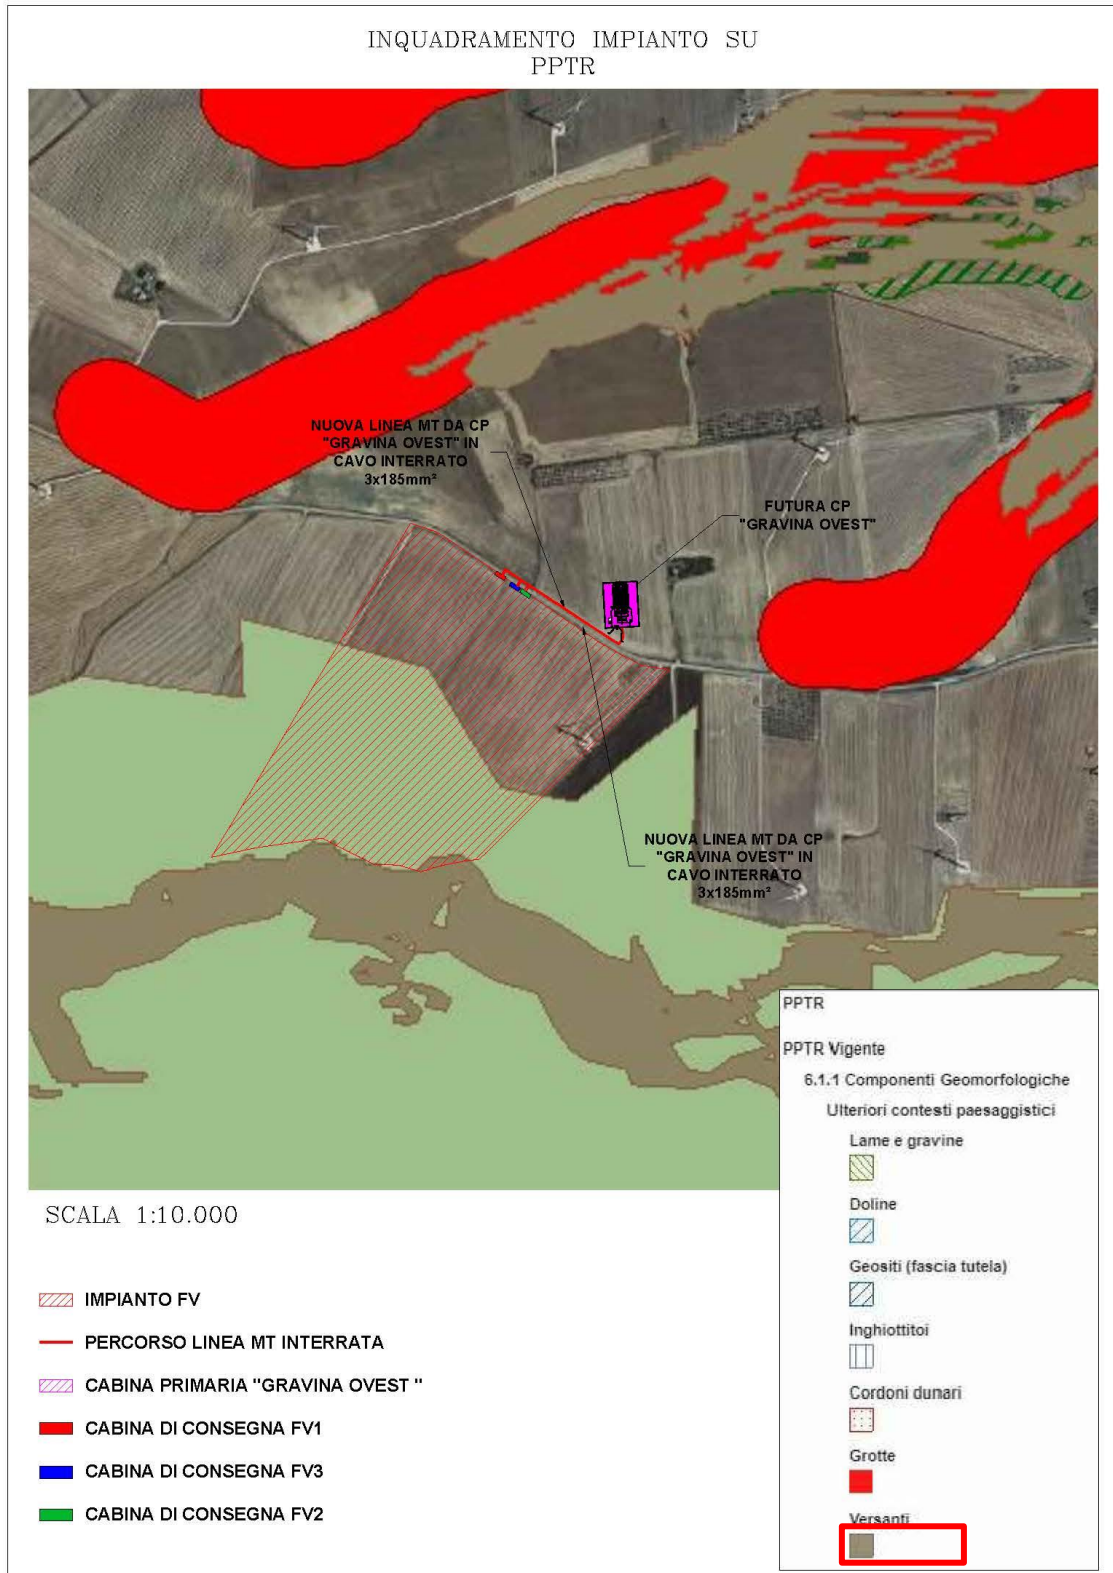 INQUADRAMENTO IMPIANTO SU
PPTR
NUOVA LINEA MT DA CP
"GRAVINA OVEST" IN
CAVO INTERRATO
3x185mm²
FUTURA CP
"GRAVINA OVEST"
NUOVA LINEA MT DA CP
"GRAVINA OVEST" IN
CAVO INTERRATO
3x185mm²
PPTR
PPTR Vigente
6.1.1 Componenti Geomorfologiche
Ulteriori contesti paesaggistici
Lame e gravine
Doline
Geositi (fascia tutela)
Inghiottitoi
Cordoni dunari
Grotte
Versanti
SCALA 1:10.000
IMPIANTO FV
PERCORSO LINEA MT INTERRATA
CABINA PRIMARIA "GRAVINA OVEST "
CABINA DI CONSEGNA FV1
CABINA DI CONSEGNA FV3
CABINA DI CONSEGNA FV2